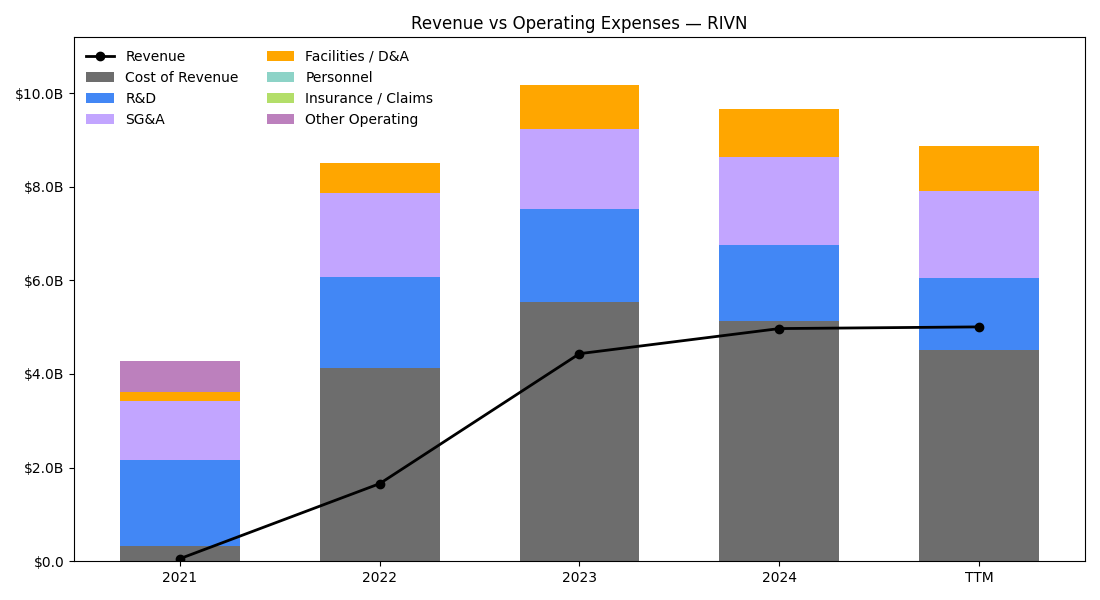 Revenue vs Operating Expenses — RIVN
Revenue
Cost of Revenue
R&D
SG&A
Facilities / D&A
Personnel
Insurance / Claims
Other Operating
$10.0B
$8.0B
$6.0B
$4.0B
$2.0B
$0.0
2021 2022 2023 2024 TTM